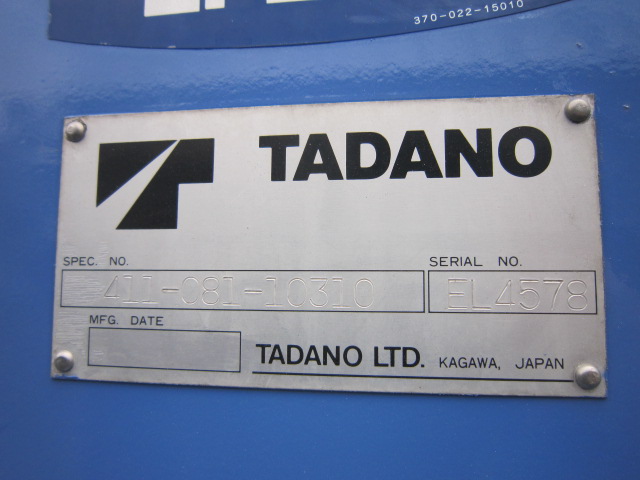 370-022-15010
TADANO
SPEC. NO.
411-081-10310
SERIAL NO.
EL4578
MFG. DATE
TADANO LTD. KAGAWA, JAPAN